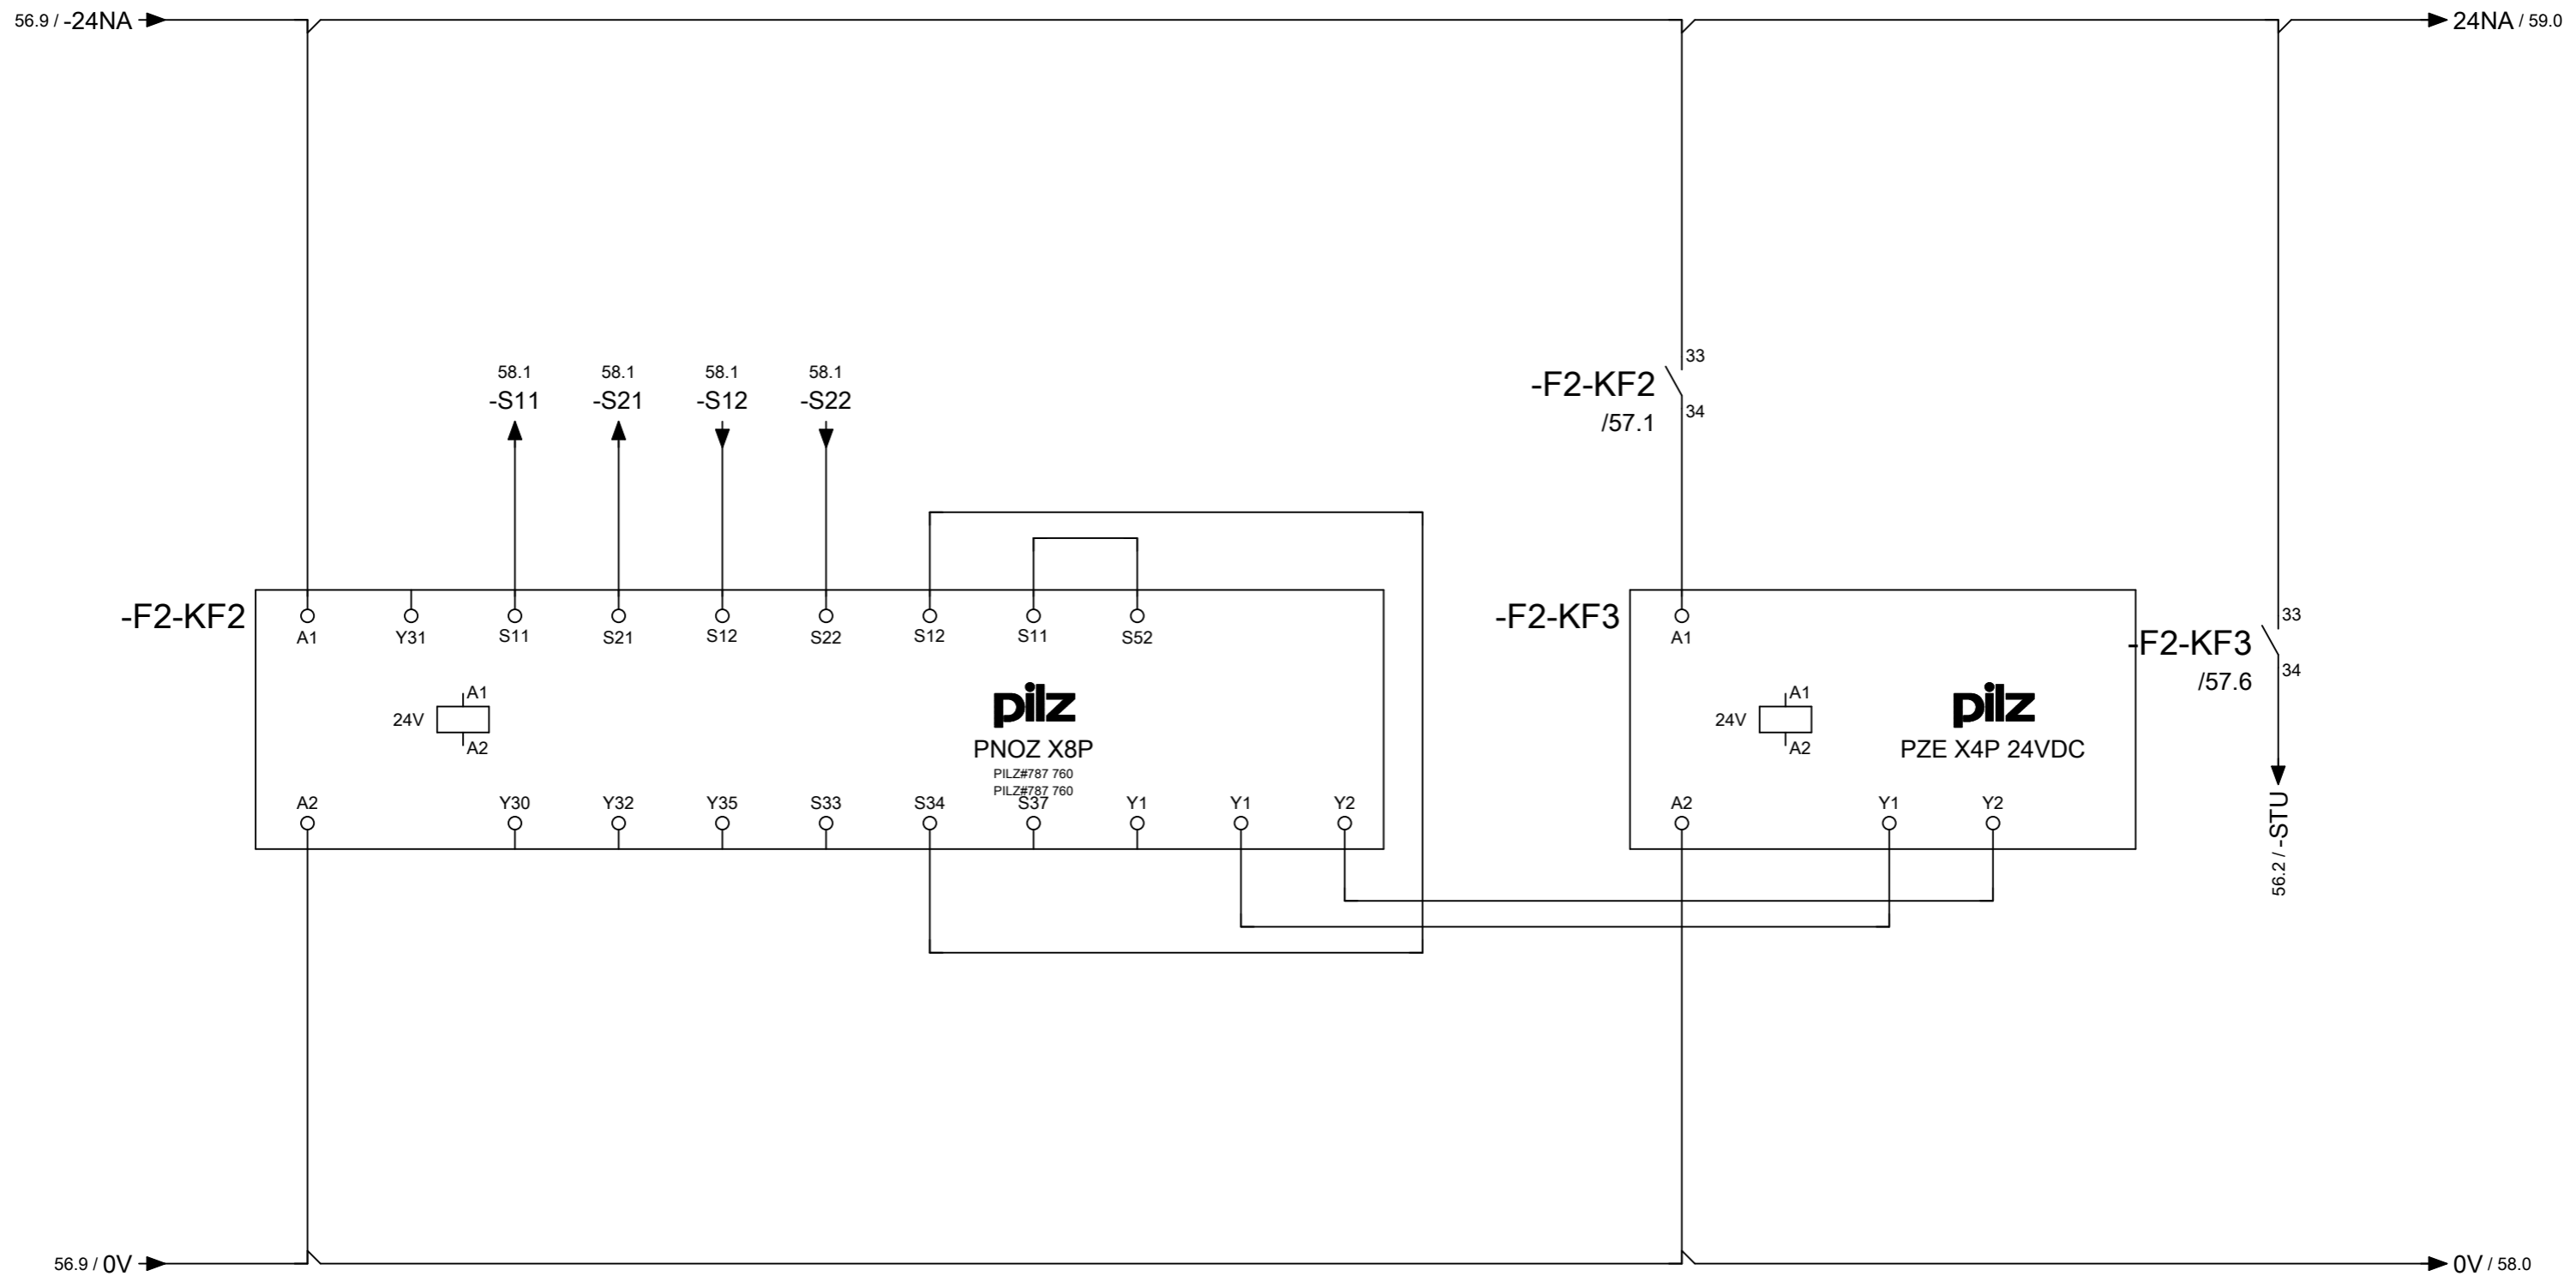 56.9 / -24NA
24NA / 59.0
33
-F2-KF2
34
/57.1
58.1 58.1 58.1 58.1
-S11 -S21 -S12 -S22
-F2-KF2
A1 Y31 S11 S21 S12 S22 S12 S11 S52
24V
A1
A2
pilz
PNOZ X8P
PILZ#787 760
PILZ#787 760
A2 Y30 Y32 Y35 S33 S34 S37 Y1 Y1 Y2
-F2-KF3
A1
24V
A1
A2
pilz
PZE X4P 24VDC
A2 Y1 Y2
33
-F2-KF3
34
/57.6
56.2 / -STU
56.9 / 0V
0V / 58.0